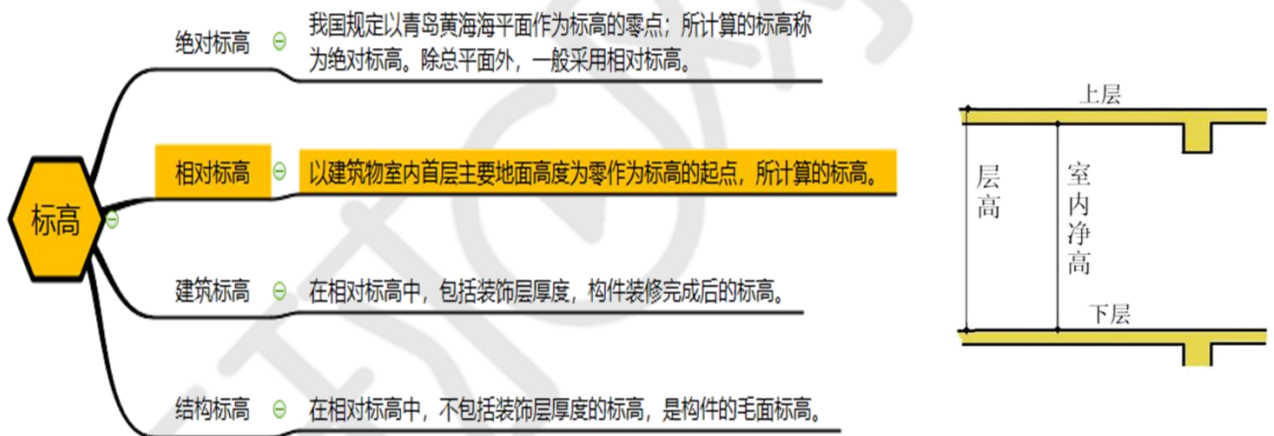 标高
绝对标高
我国规定以青岛黄海海平面作为标高的零点；所计算的标高称
为绝对标高。除总平面外，一般采用相对标高。
相对标高
以建筑物室内首层主要地面高度为零作为标高的起点，所计算的标高。
建筑标高
在相对标高中，包括装饰层厚度，构件装修完成后的标高。
结构标高
在相对标高中，不包括装饰层厚度的标高，是构件的毛面标高。
上层
层高
室内净高
下层